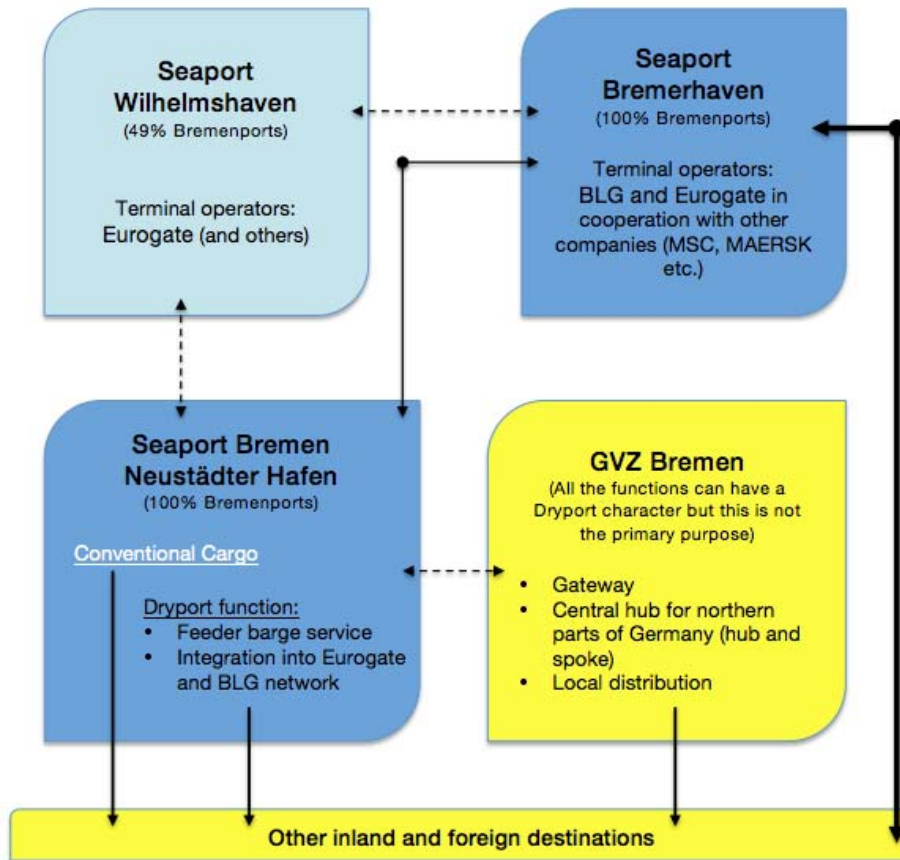 Seaport
Wilhelmshaven
(49% Bremenports)
Terminal operators:
Eurogate (and others)
Seaport
Bremerhaven
(100% Bremenports)
Terminal operators:
BLG and Eurogate in
cooperation with other
companies (MSC, MAERSK
etc.)
Seaport Bremen
Neustädter Hafen
(100% Bremenports)
Conventional Cargo
Dryport function:
• Feeder barge service
• Integration into Eurogate
and BLG network
GVZ Bremen
(All the functions can have a
Dryport character but this is not
the primary purpose)
• Gateway
• Central hub for northern
parts of Germany (hub and
spoke)
• Local distribution
Other inland and foreign destinations